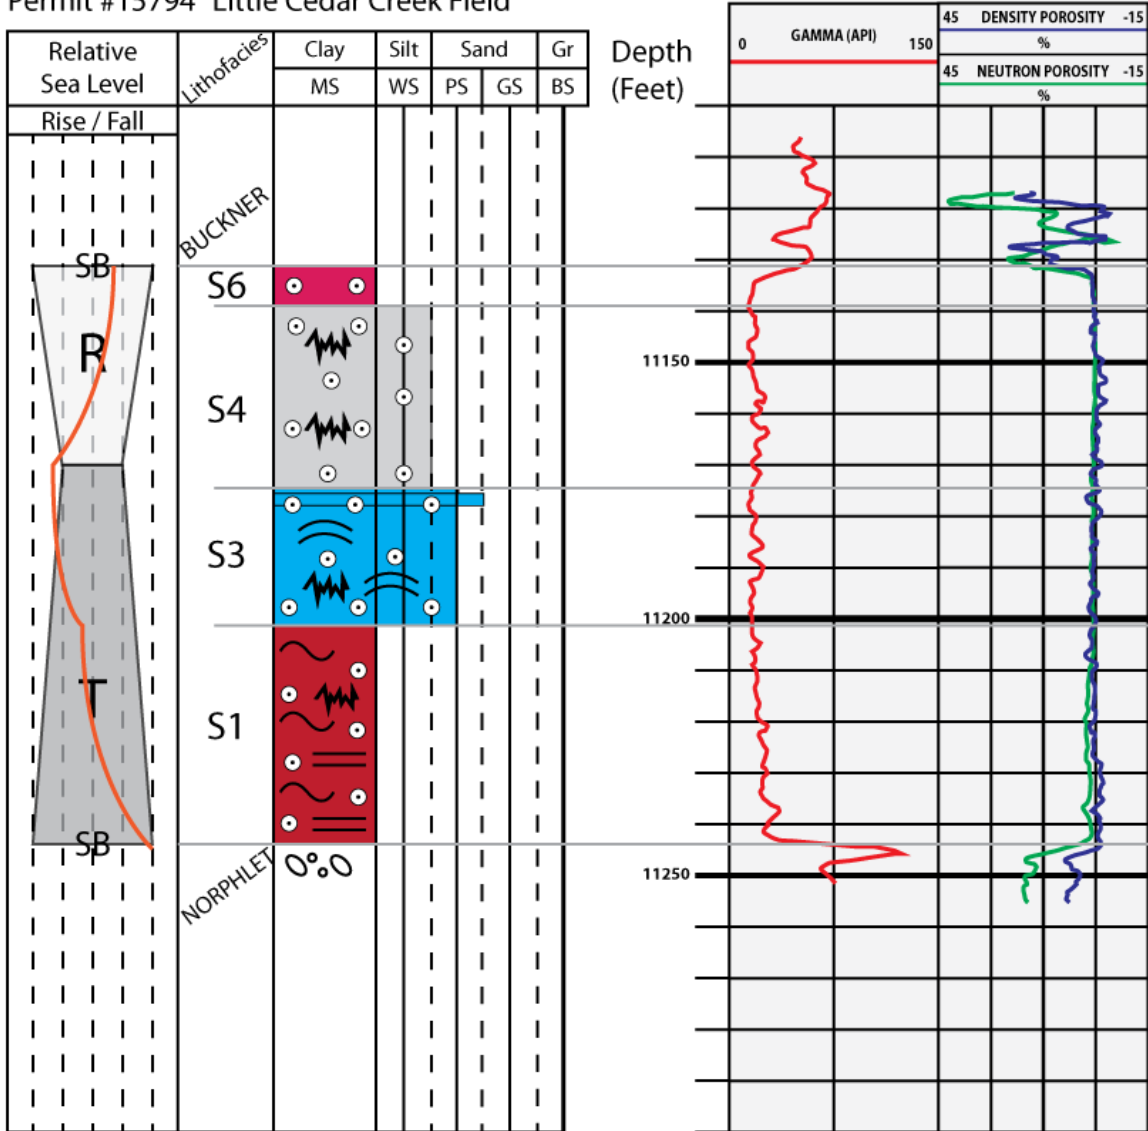 Permit #15794 Little Cedar Creek Field
Relative
Sea Level
Rise / Fall
Lithofacies
Clay
Silt
Sand
Gr
MS
WS
PS
GS
BS
Depth
(Feet)
GAMMA (API)
0
150
45 DENSITY POROSITY -15
%
45 NEUTRON POROSITY -15
%
BUCKNER
SB
S6
R
11150
S4
S3
11200
T
S1
SB
NORPHLET
11250